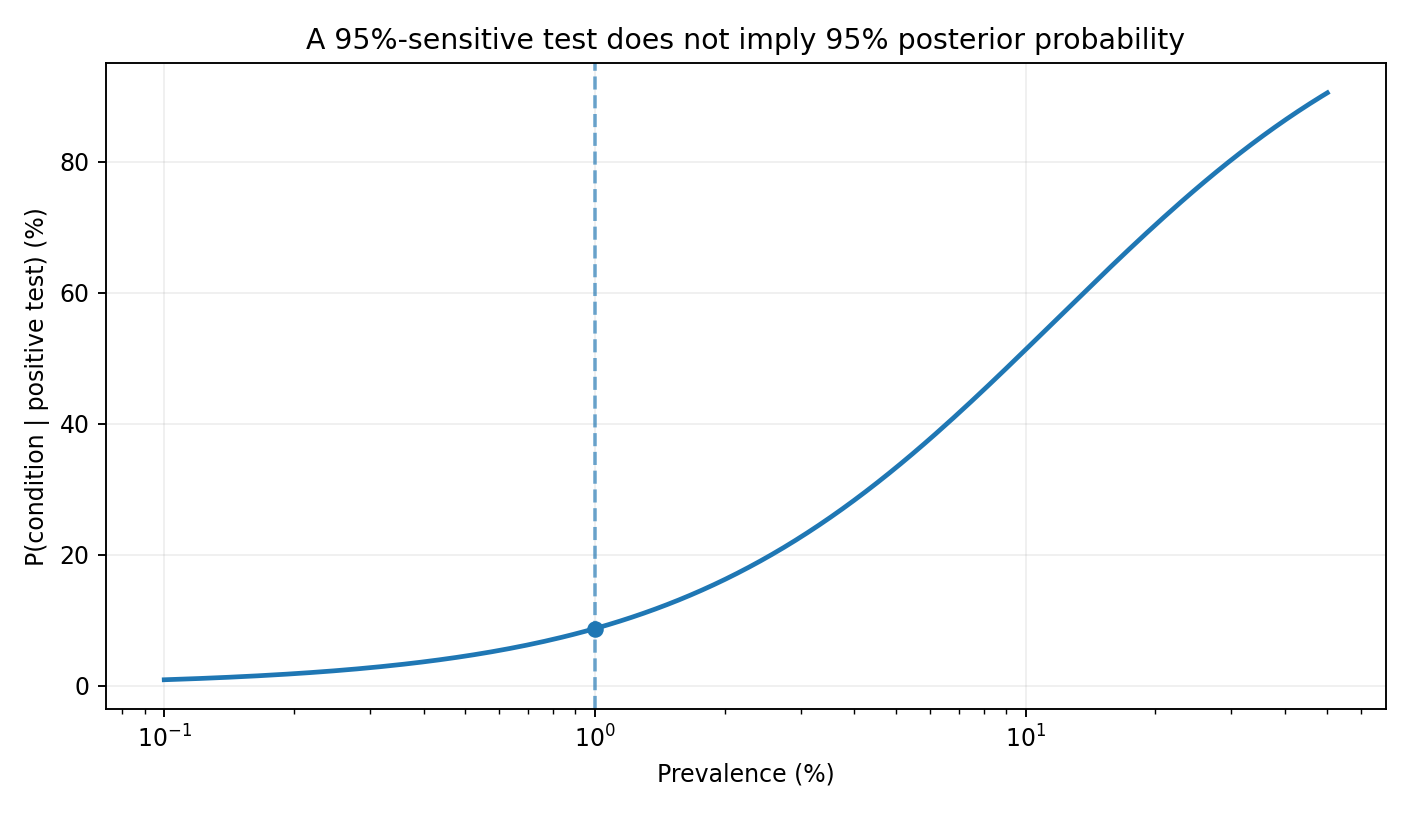 A 95%-sensitive test does not imply 95% posterior probability
P(condition | positive test) (%)
80
60
40
20
0
10⁻¹
10⁰
10¹
Prevalence (%)